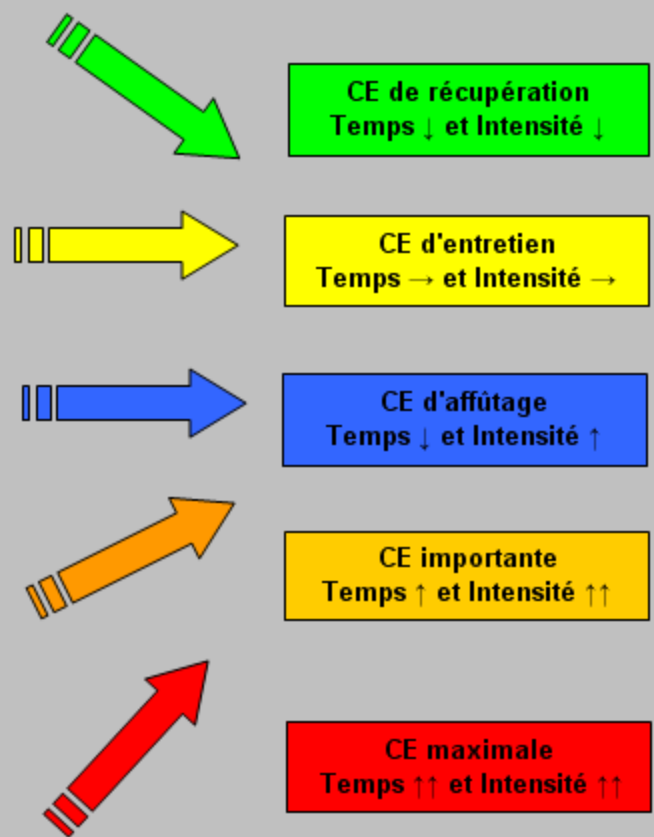 CE de récupération
Temps ↓ et Intensité ↓
CE d'entretien
Temps → et Intensité →
CE d'affûtage
Temps ↓ et Intensité ↑
CE importante
Temps ↑ et Intensité ↑↑
CE maximale
Temps ↑↑ et Intensité ↑↑